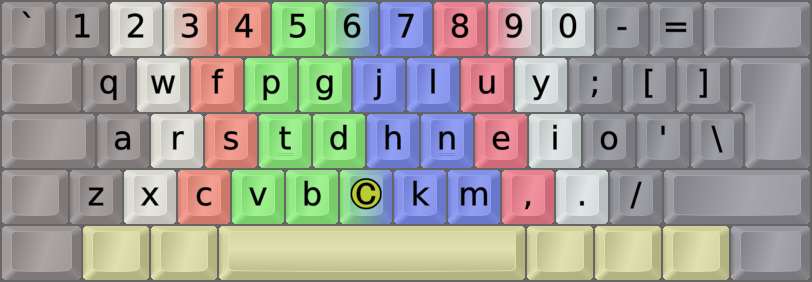 ` 1 2 3 4 5 6 7 8 9 0 - =
q w f p g j l u y ; [ ]
a r s t d h n e i o ' \
z x c v b © k m , . /